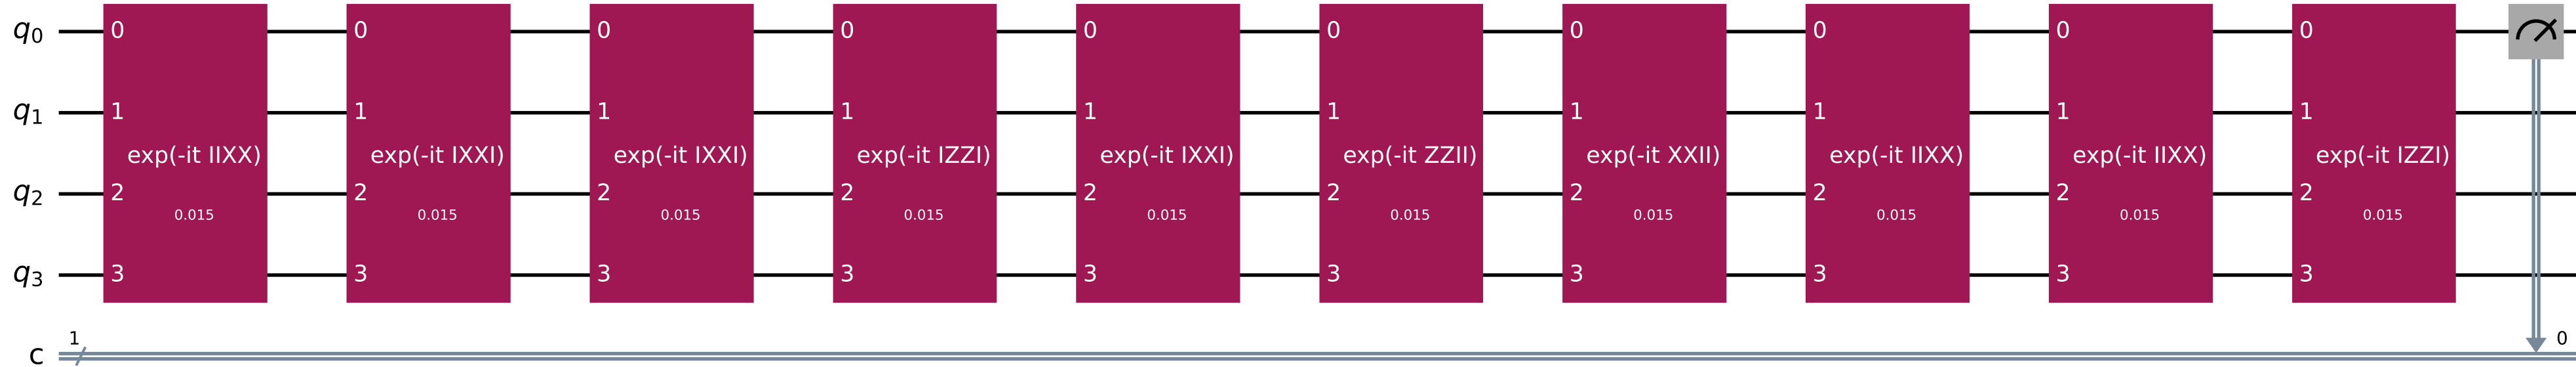 q0 0 0 0 0 0 0 0 0 0 0
q1 1 1 1 1 1 1 1 1 1 1
exp(-it IIXX) exp(-it IXXI) exp(-it IXXI) exp(-it IZZI) exp(-it IXXI) exp(-it ZZII) exp(-it XXII) exp(-it IIXX) exp(-it IIXX) exp(-it IZZI)
q2 2 2 2 2 2 2 2 2 2 2
0.015 0.015 0.015 0.015 0.015 0.015 0.015 0.015 0.015 0.015
q3 3 3 3 3 3 3 3 3 3 3
1 0
c